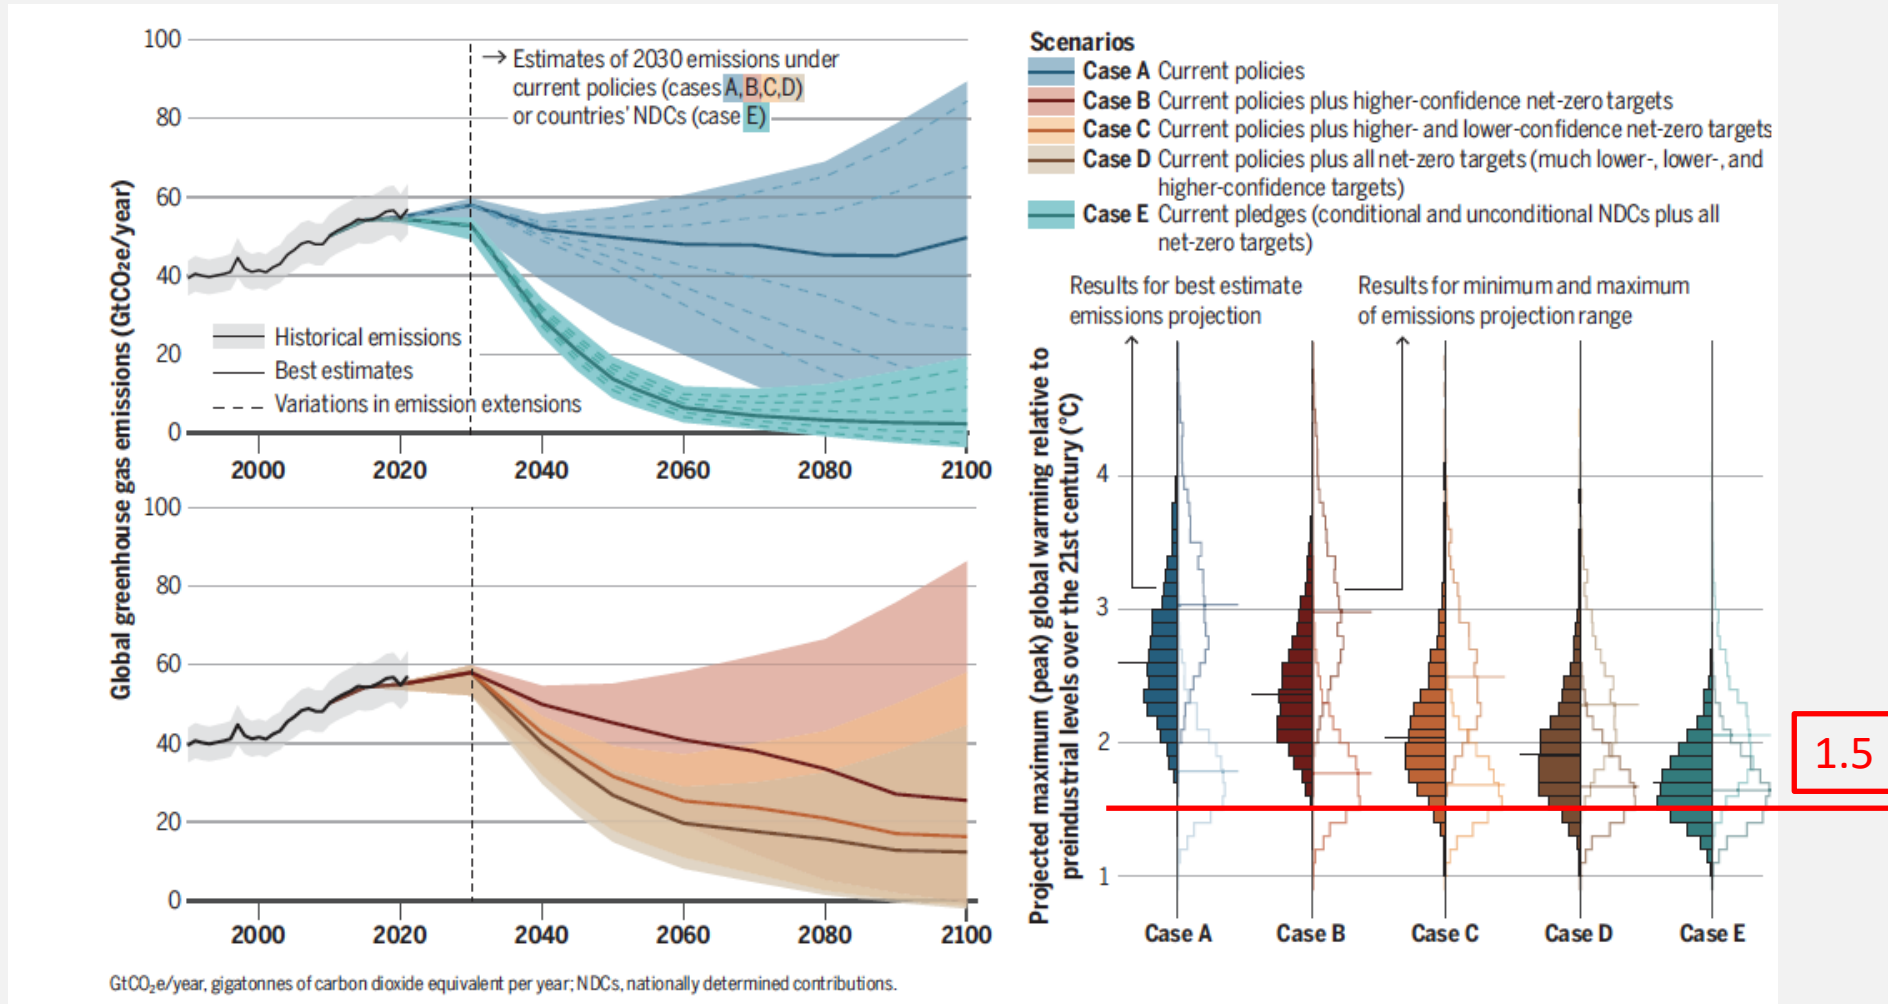 100
80
60
40
20
0
→ Estimates of 2030 emissions under
current policies (cases A,B,C,D)
or countries' NDCs (case E)
Historical emissions
Best estimates
Variations in emission extensions
2000 2020 2040 2060 2080 2100
Global greenhouse gas emissions (GtCO₂e/year)
100
80
60
40
20
0
2000 2020 2040 2060 2080 2100
GtCO₂e/year, gigatonnes of carbon dioxide equivalent per year; NDCs, nationally determined contributions.
Scenarios
Case A Current policies
Case B Current policies plus higher-confidence net-zero targets
Case C Current policies plus higher- and lower-confidence net-zero targets
Case D Current policies plus all net-zero targets (much lower-, lower-, and
higher-confidence targets)
Case E Current pledges (conditional and unconditional NDCs plus all
net-zero targets)
Results for best estimate
emissions projection
Results for minimum and maximum
of emissions projection range
Projected maximum (peak) global warming relative to
preindustrial levels over the 21st century (°C)
4
3
2
1
1.5
Case A Case B Case C Case D Case E